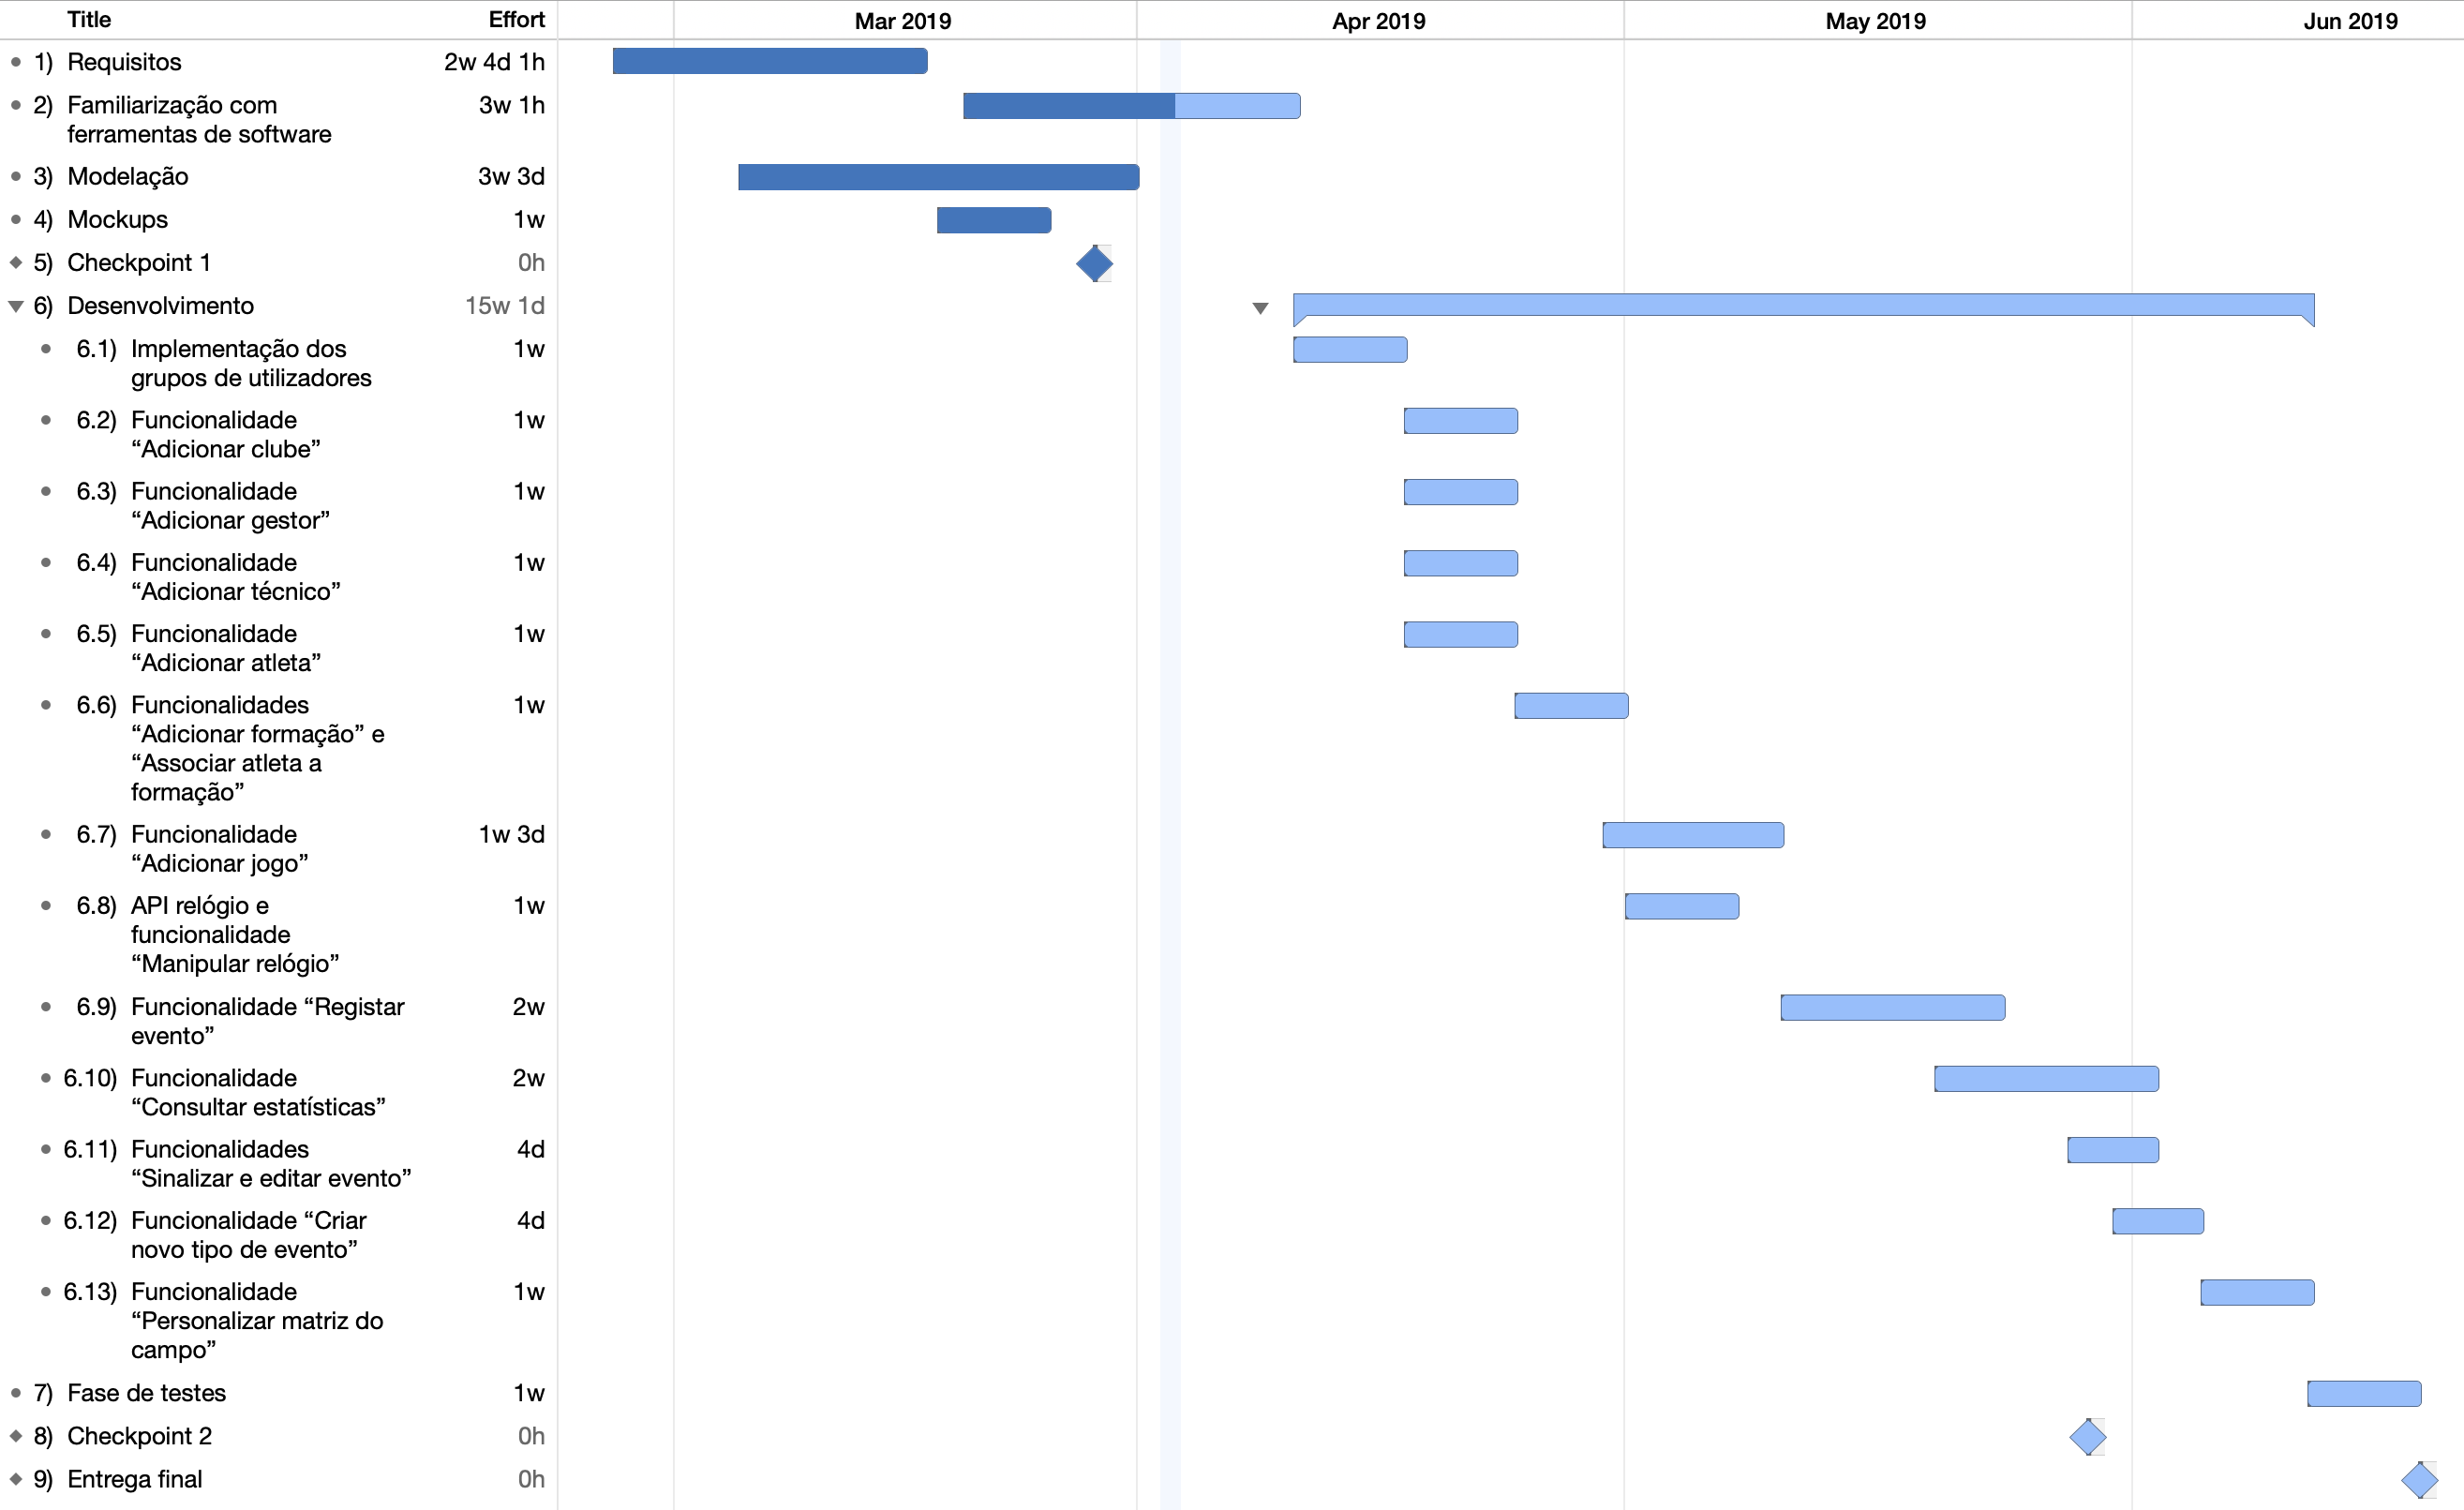 Title Effort Mar 2019 Apr 2019 May 2019 Jun 2019
1) Requisitos 2w 4d 1h
2) Familiarização com 3w 1h
ferramentas de software
3) Modelação 3w 3d
4) Mockups 1w
5) Checkpoint 1 0h
6) Desenvolvimento 15w 1d
6.1) Implementação dos 1w
grupos de utilizadores
6.2) Funcionalidade 1w
“Adicionar clube”
6.3) Funcionalidade 1w
“Adicionar gestor”
6.4) Funcionalidade 1w
“Adicionar técnico”
6.5) Funcionalidade 1w
“Adicionar atleta”
6.6) Funcionalidades 1w
“Adicionar formação” e
“Associar atleta a
formação”
6.7) Funcionalidade 1w 3d
“Adicionar jogo”
6.8) API relógio e 1w
funcionalidade
“Manipular relógio”
6.9) Funcionalidade “Registar 2w
evento”
6.10) Funcionalidade 2w
“Consultar estatísticas”
6.11) Funcionalidades 4d
“Sinalizar e editar evento”
6.12) Funcionalidade “Criar 4d
novo tipo de evento”
6.13) Funcionalidade 1w
“Personalizar matriz do
campo”
7) Fase de testes 1w
8) Checkpoint 2 0h
9) Entrega final 0h